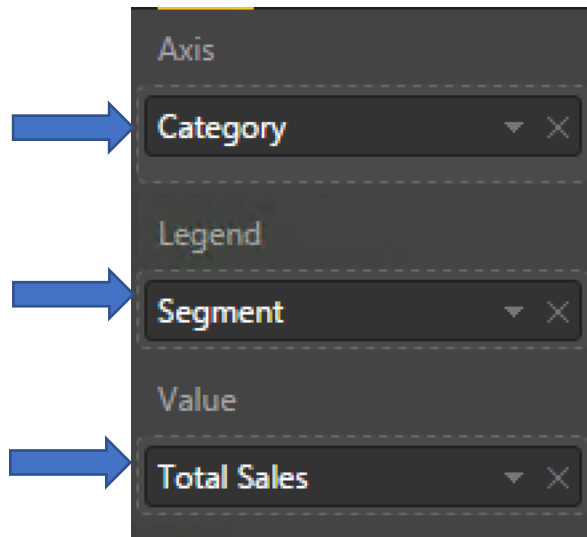 Axis
Category
Legend
Segment
Value
Total Sales